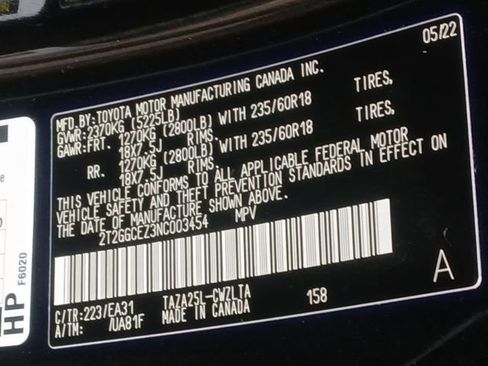 05/22
MFD.BY:TOYOTA MOTOR MANUFACTURING CANADA INC.
GVWR:2370KG (5225LB)
GAWR:FRT. 1270KG (2800LB) WITH 235/60R18 TIRES,
18X7.5J RIMS
RR. 1270KG (2800LB) WITH 235/60R18 TIRES,
18X7.5J RIMS
THIS VEHICLE CONFORMS TO ALL APPLICABLE FEDERAL MOTOR
VEHICLE SAFETY AND THEFT PREVENTION STANDARDS IN EFFECT ON
THE DATE OF MANUFACTURE SHOWN ABOVE.
2T2GGCEZ3NC003454 MPV
C/TR:223/EA31 TAZA25L-CWZLTA 158 A
A/TM: /UA81F MADE IN CANADA
HP
F6020